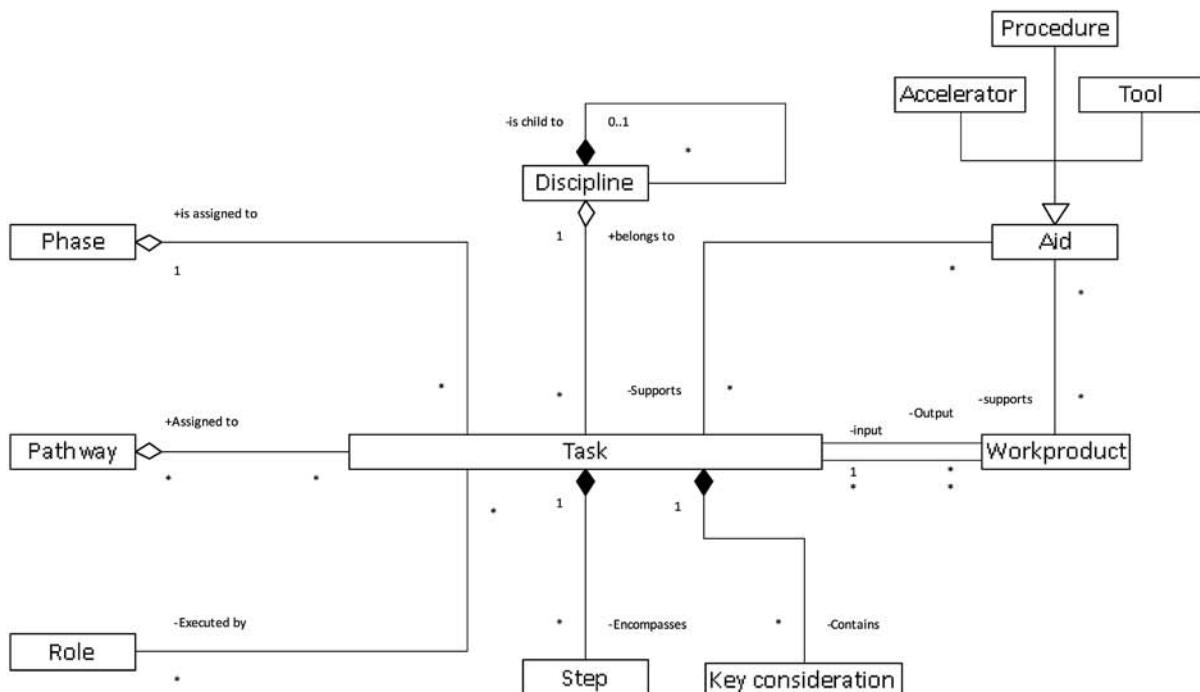 Procedure
Accelerator
Tool
-is child to
0..1
*
Discipline
+is assigned to
1
+belongs to
Phase
Aid
1
*
*
*
*
-Supports
*
*
-supports
-Output
+Assigned to
-input
Pathway
Task
Workproduct
*
*
1
*
*
*
1
1
*
-Executed by
*
-Encompasses
*
-Contains
Role
*
Step
Key consideration